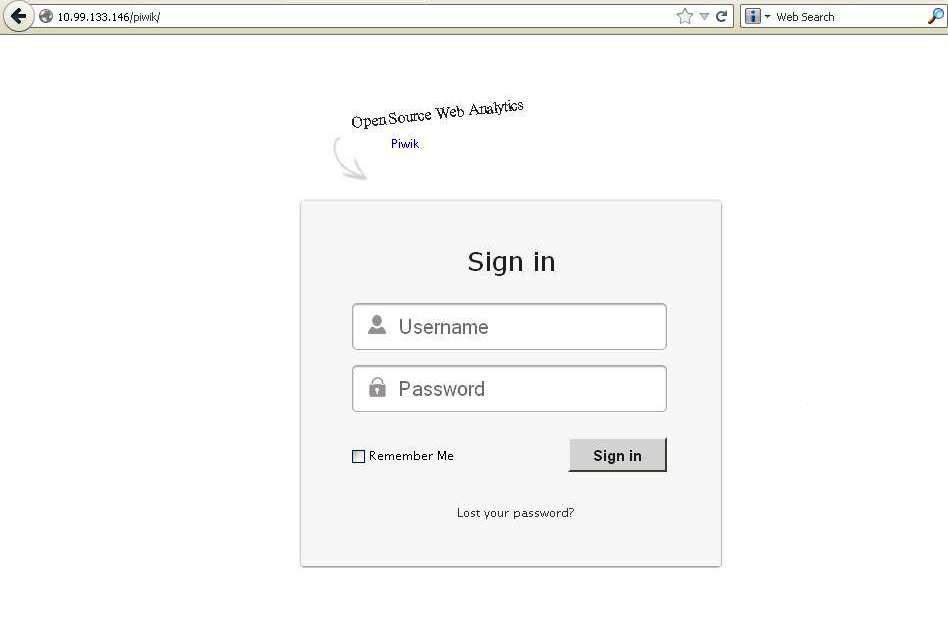 10.99.133.146/piwik/
Web Search
Open Source Web Analytics
Piwik
Sign in
Username
Password
Remember Me
Sign in
Lost your password?